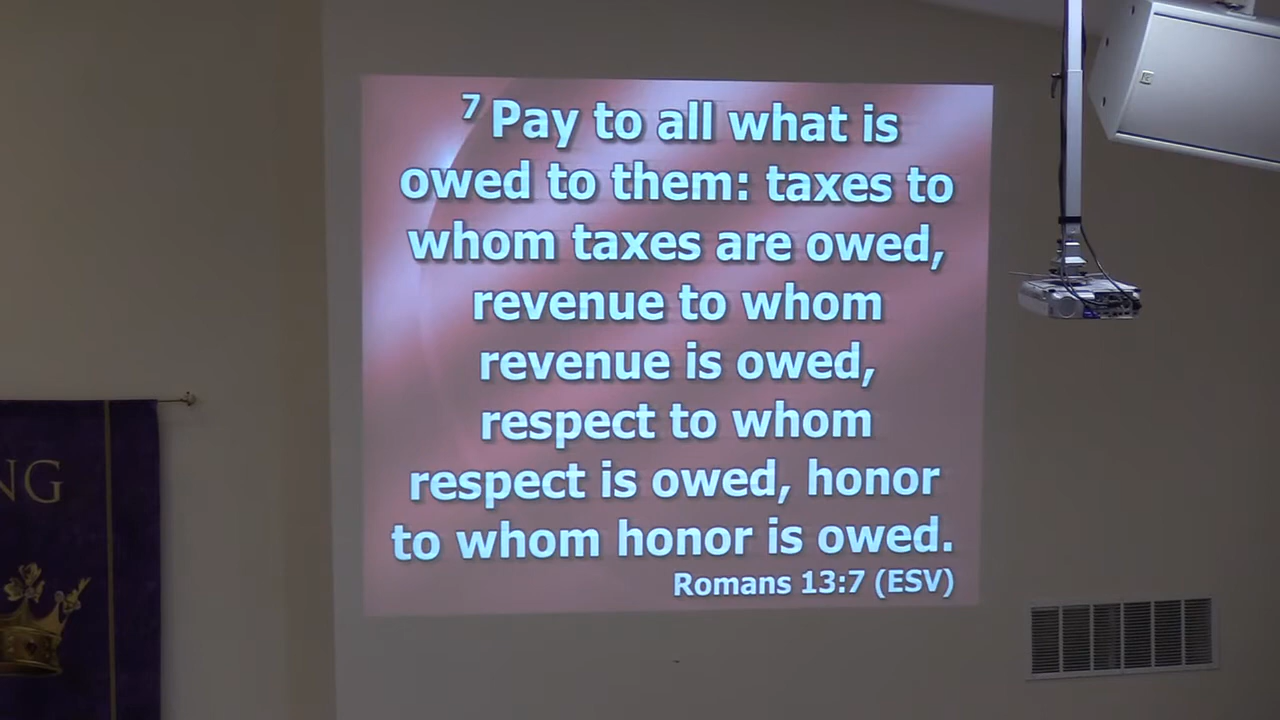 7 Pay to all what is
owed to them: taxes to
whom taxes are owed,
revenue to whom
revenue is owed,
respect to whom
respect is owed, honor
to whom honor is owed.
Romans 13:7 (ESV)
NG